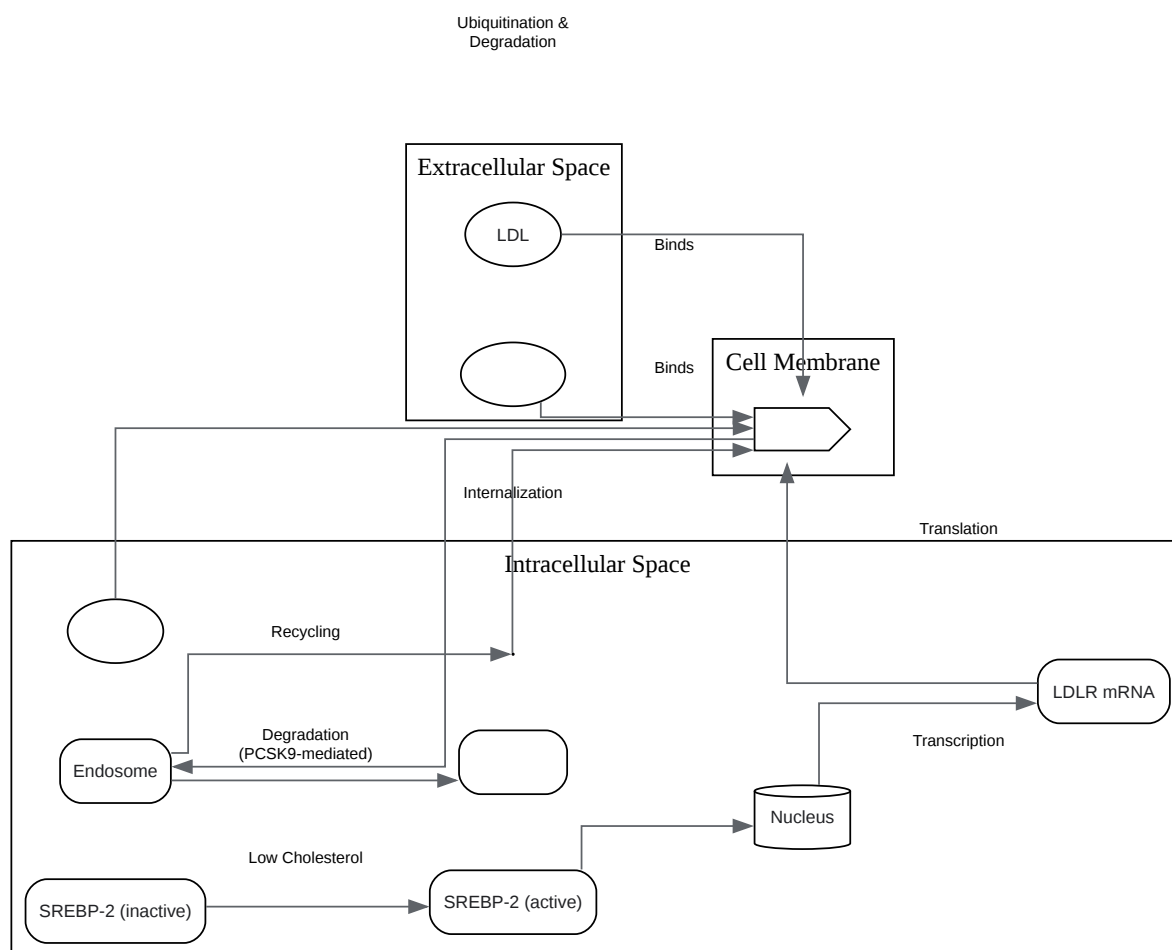 Ubiquitination &
Degradation
Extracellular Space
LDL
Binds
Binds
Cell Membrane
Internalization
Translation
Intracellular Space
Recycling
LDLR mRNA
Degradation
(PCSK9-mediated)
Transcription
Endosome
Nucleus
Low Cholesterol
SREBP-2 (inactive)
SREBP-2 (active)